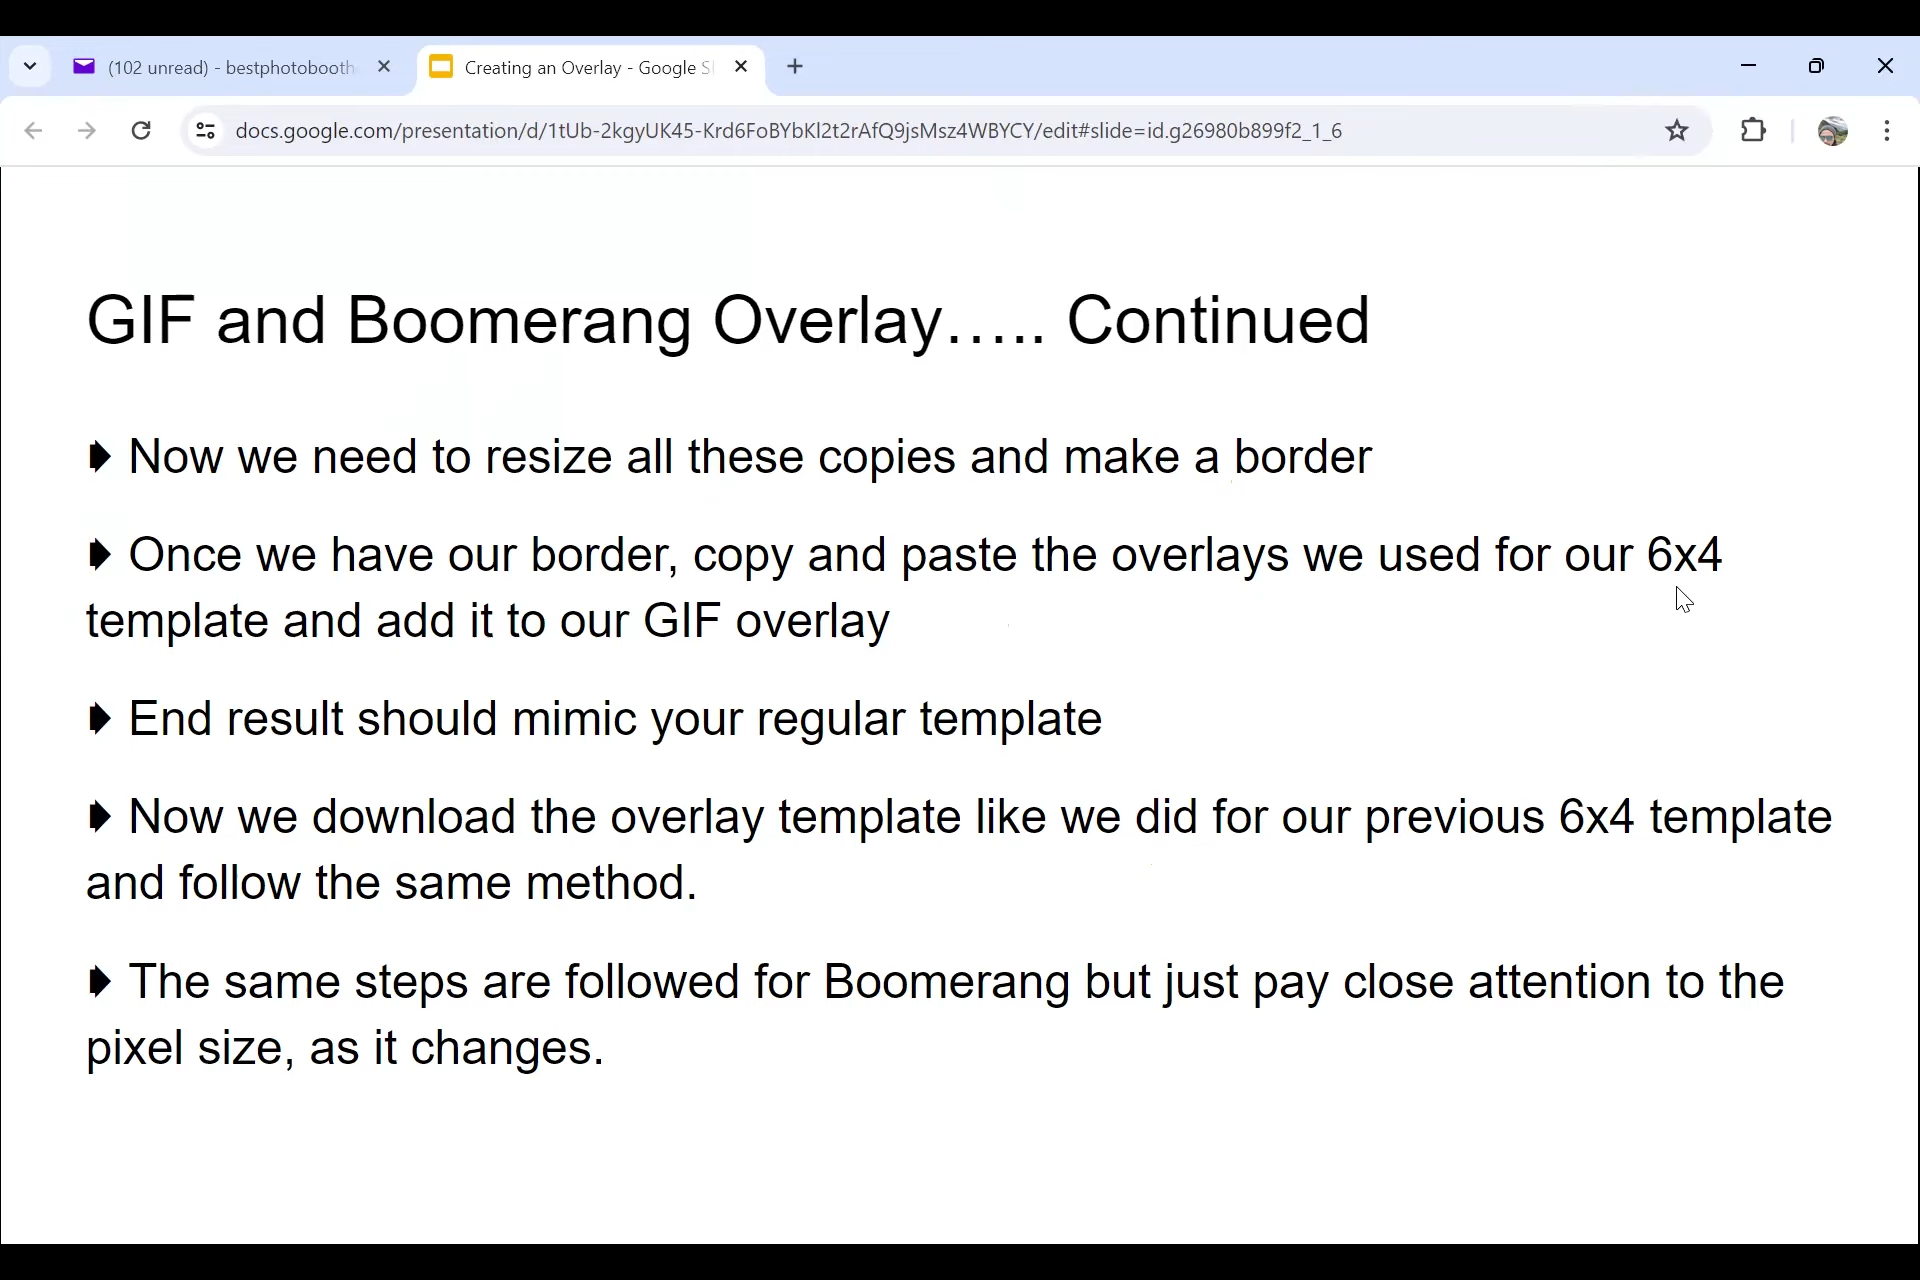 (102 unread) - bestphotobooth
Creating an Overlay - Google Sl
docs.google.com/presentation/d/1tUb-2kgyUK45-Krd6FoBYbKl2t2rAfQ9jsMsz4WBYCY/edit#slide=id.g26980b899f2_1_6
GIF and Boomerang Overlay….. Continued
➧ Now we need to resize all these copies and make a border
➧ Once we have our border, copy and paste the overlays we used for our 6x4
template and add it to our GIF overlay
➧ End result should mimic your regular template
➧ Now we download the overlay template like we did for our previous 6x4 template
and follow the same method.
➧ The same steps are followed for Boomerang but just pay close attention to the
pixel size, as it changes.